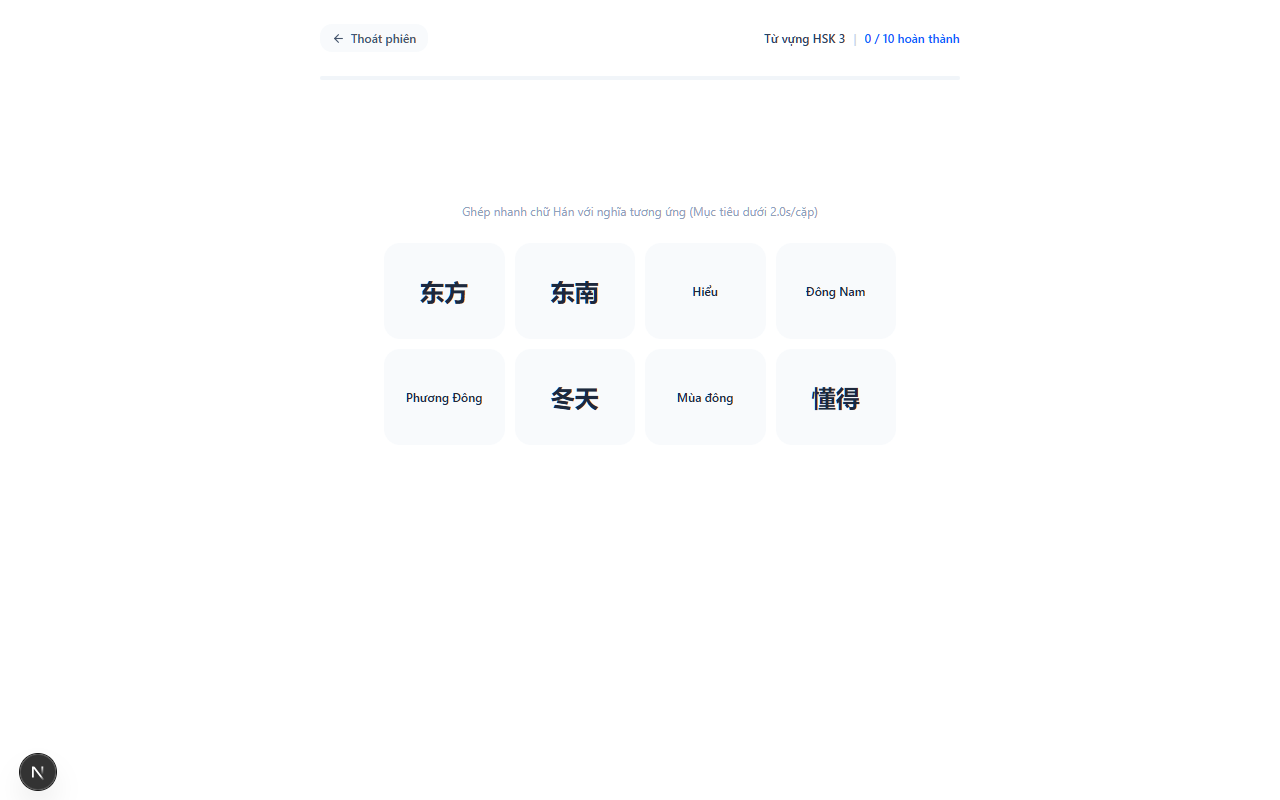 ← Thoát phiên
Từ vựng HSK 3 | 0 / 10 hoàn thành
Ghép nhanh chữ Hán với nghĩa tương ứng (Mục tiêu dưới 2.0s/cặp)
东方 东南 Hiểu Đông Nam
Phương Đông 冬天 Mùa đông 懂得
N